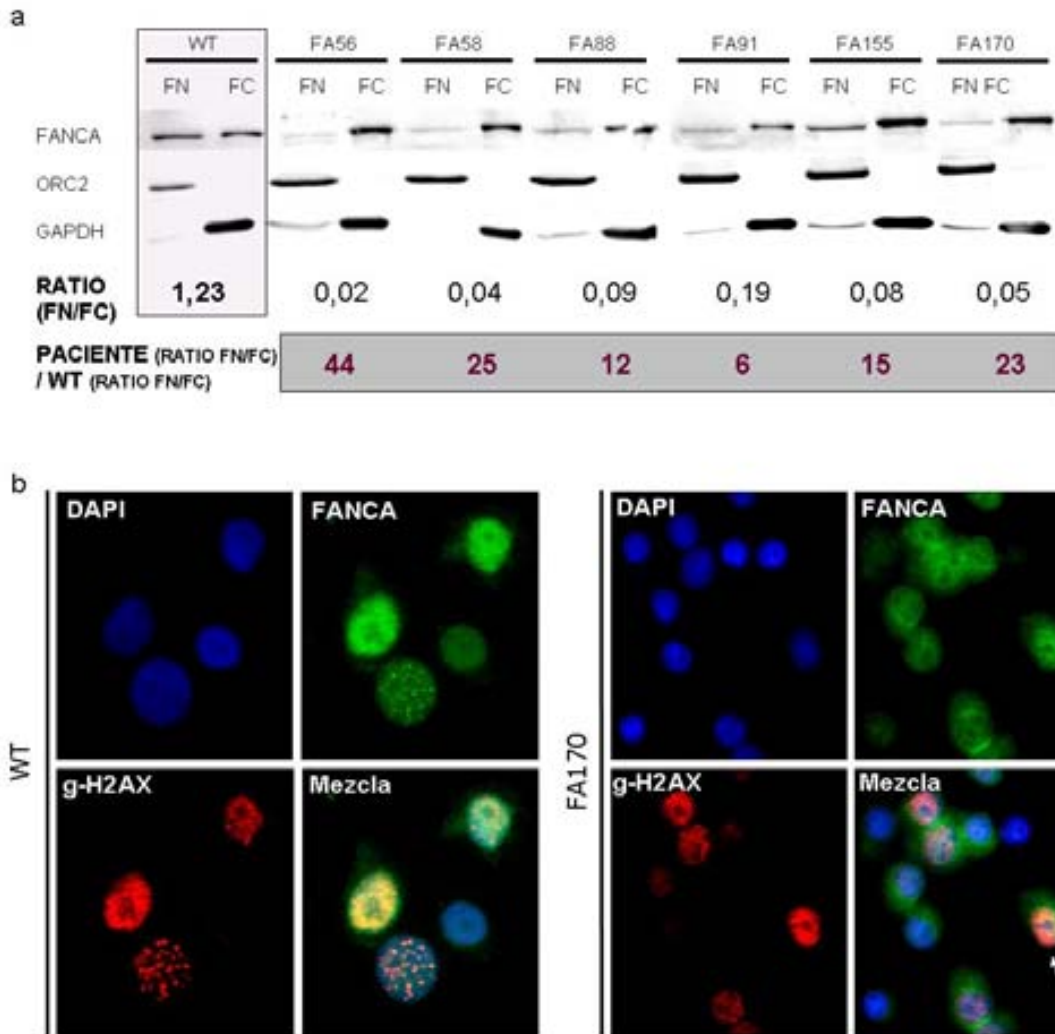 a
WT FA56 FA58 FA88 FA91 FA155 FA170
FN FC FN FC FN FC FN FC FN FC FN FC FN FC
FANCA
ORC2
GAPDH
RATIO (FN/FC) 1,23 0,02 0,04 0,09 0,19 0,08 0,05
PACIENTE (RATIO FN/FC) / WT (RATIO FN/FC) 44 25 12 6 15 23
b
WT
DAPI FANCA
g-H2AX Mezcla
FA170
DAPI FANCA
g-H2AX Mezcla